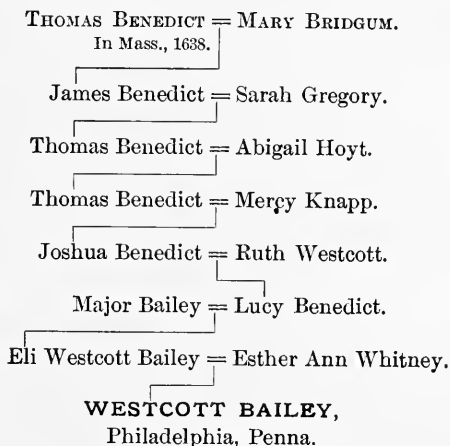 THOMAS BENEDICT = MARY BRIDGUM.
In Mass., 1638.
James Benedict = Sarah Gregory.
Thomas Benedict = Abigail Hoyt.
Thomas Benedict = Mercy Knapp.
Joshua Benedict = Ruth Westcott.
Major Bailey = Lucy Benedict.
Eli Westcott Bailey = Esther Ann Whitney.
WESTCOTT BAILEY,
Philadelphia, Penna.